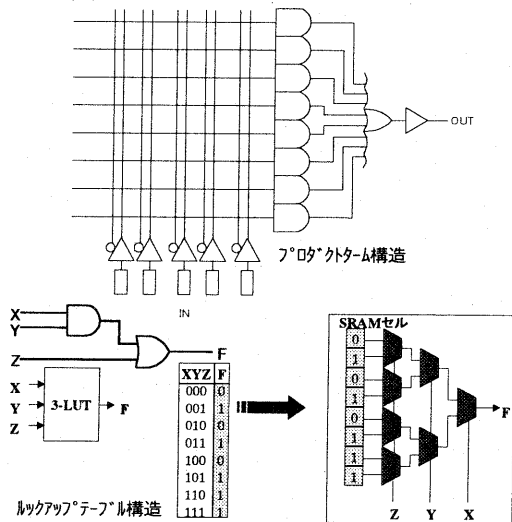 OUT
プロダクトターム構造
IN
X
Y
Z
F
X
Y
Z
3-LUT
F
XYZ F
000 0
001 1
010 0
011 1
100 0
101 1
110 1
111 1
ルックアップテーブル構造
SRAMセル
0
1
0
1
0
1
1
1
F
Z Y X